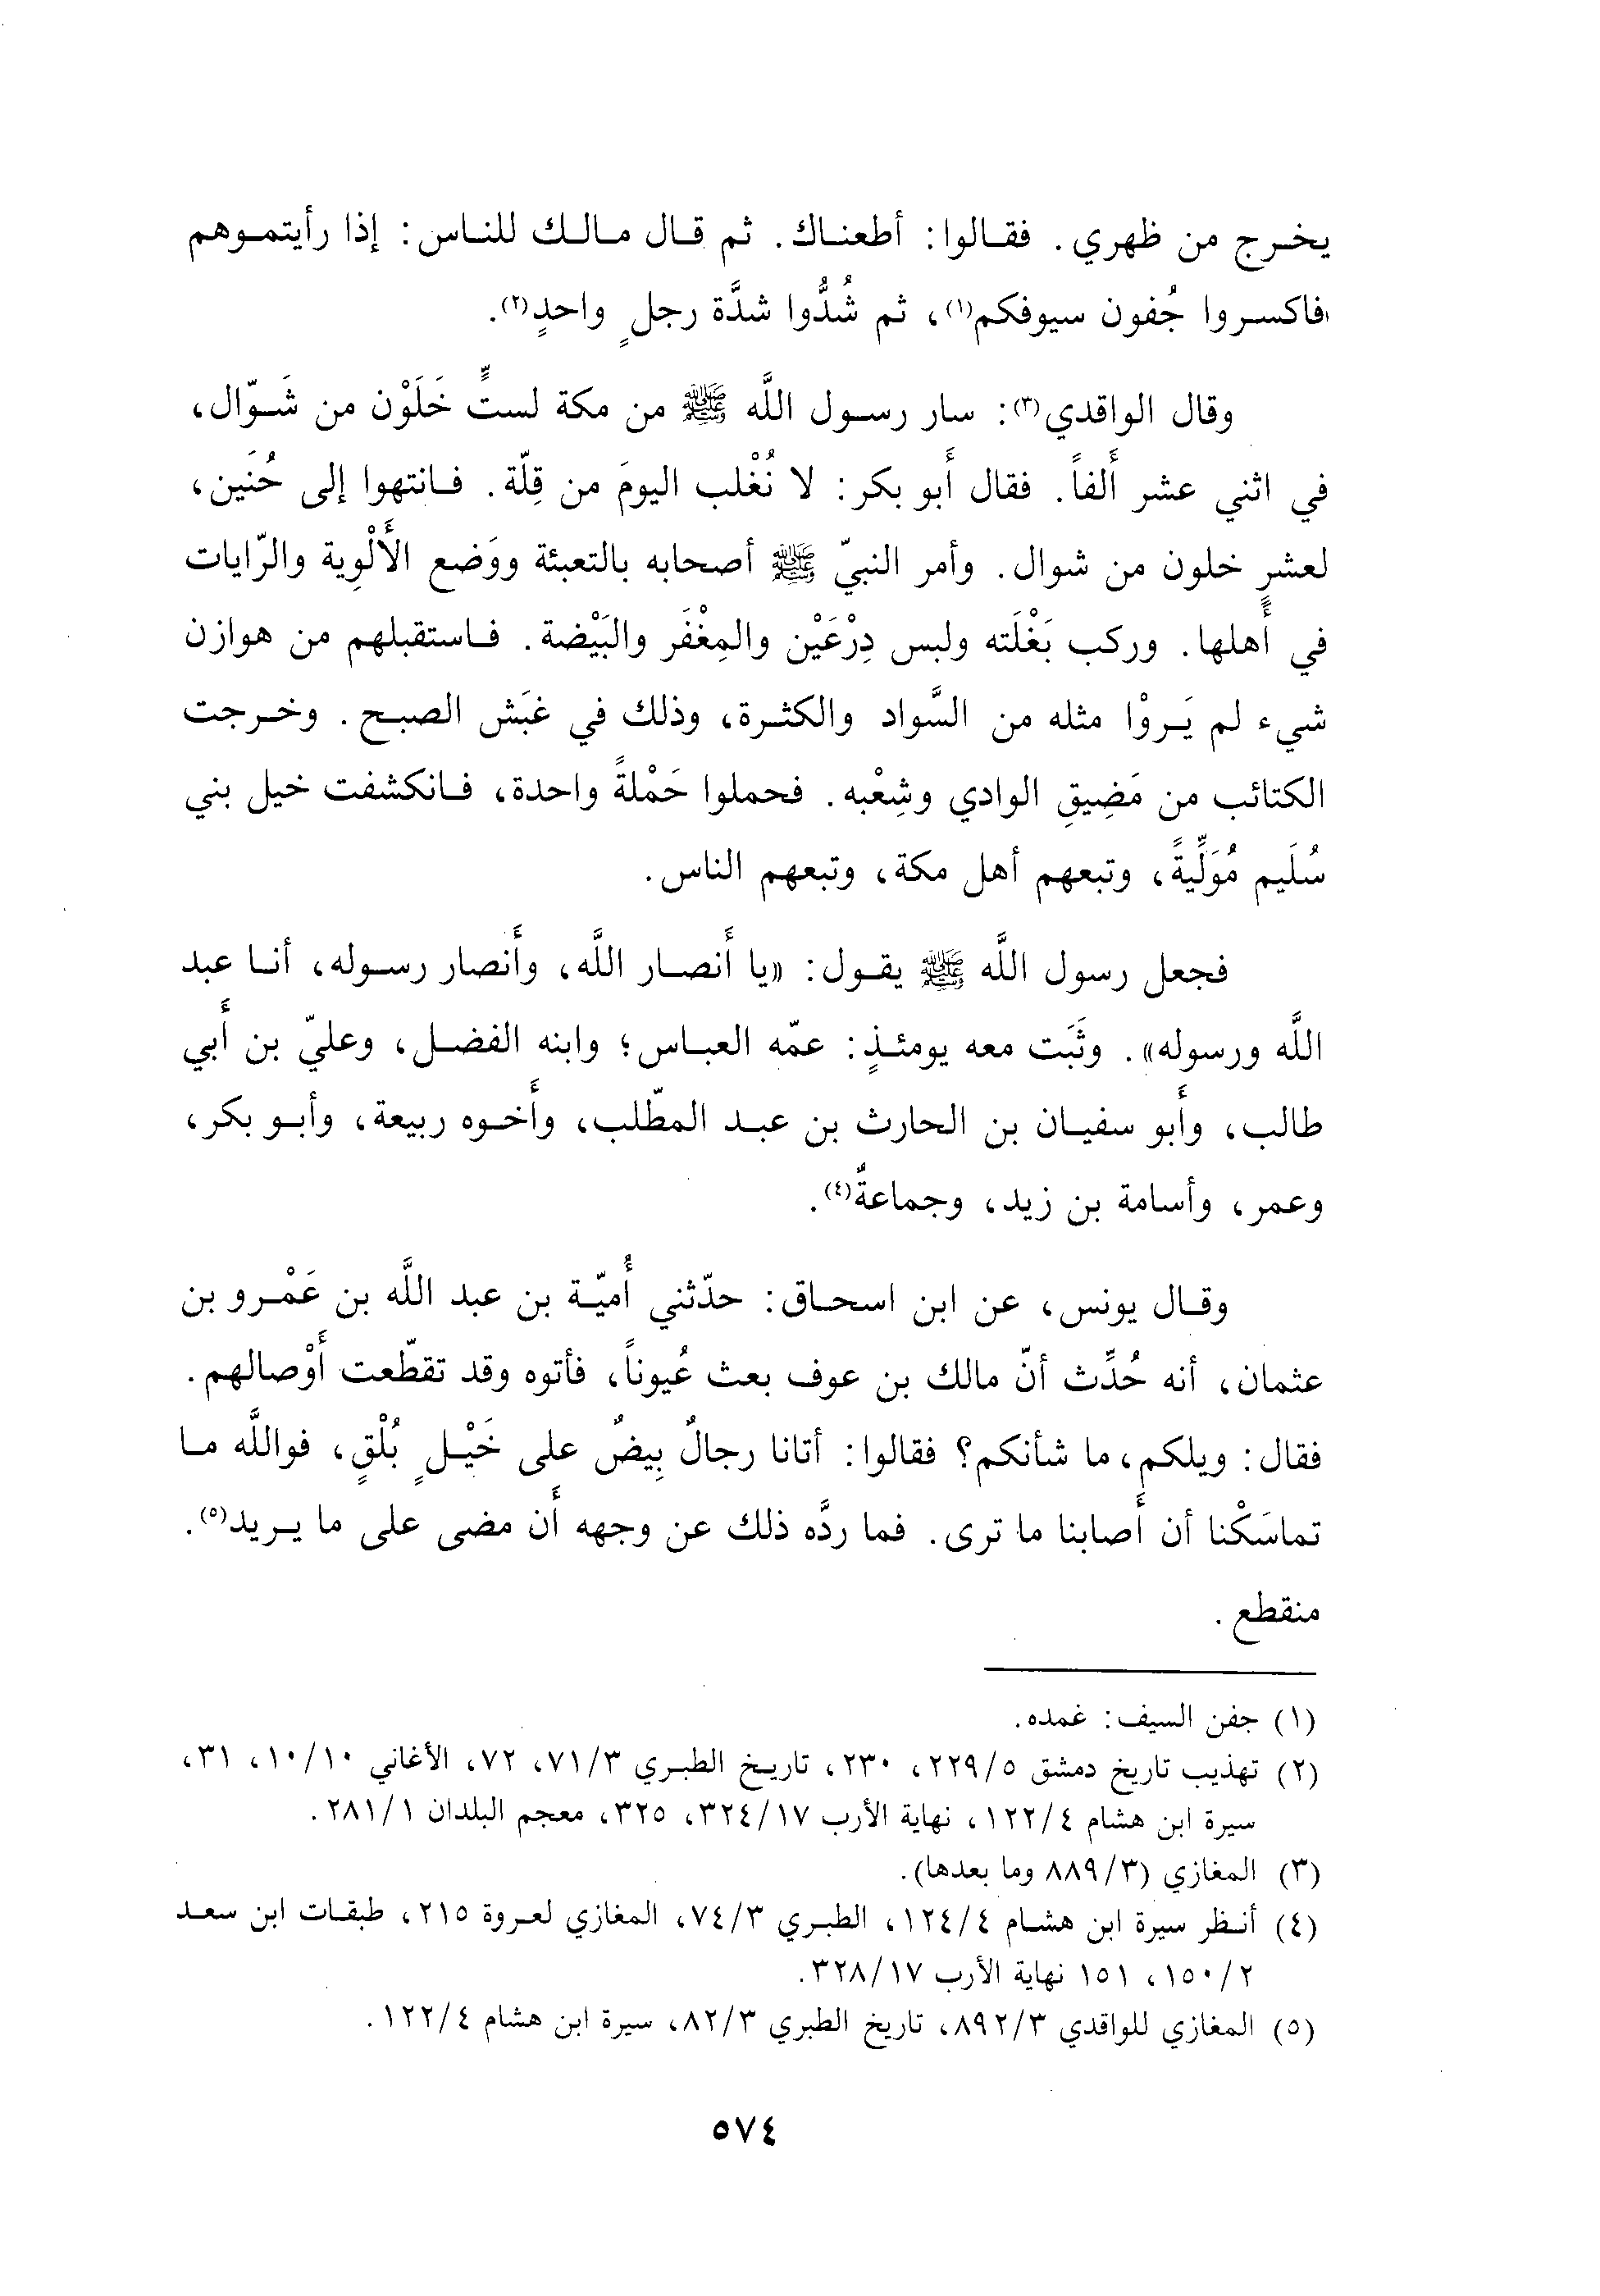 يخرج من ظهري. فقالوا: أطعناك. ثم قال مالك للناس: إذا رأيتموهم
فاكسروا جُفون سيوفكم(١)، ثم شُدُّوا شدَّة رجلٍ واحدٍ(٢).
وقال الواقدي(٣): سار رسول اللَّه ﷺ من مكة لستٍّ خَلَوْن من شَوّال،
في اثني عشر أَلفاً. فقال أَبو بكر: لا نُغْلب اليومَ من قِلّة. فانتهوا إلى حُنَين،
لعشرٍ خلون من شوال. وأمر النبيّ ﷺ أصحابه بالتعبئة ووَضع الأَلْوِية والرّايات
في أَهلها. وركب بَغْلَته ولبس دِرْعَيْن والمِغْفَر والبَيْضة. فاستقبلهم من هوازن
شيء لم يَروْا مثله من السَّواد والكثرة، وذلك في غبَش الصبح. وخرجت
الكتائب من مَضِيقِ الوادي وشِعْبه. فحملوا حَمْلةً واحدة، فانكشفت خيل بني
سُلَيم مُوَلِّيةً، وتبعهم أهل مكة، وتبعهم الناس.
فجعل رسول اللَّه ﷺ يقول: «يا أَنصار اللَّه، وأَنصار رسوله، أنا عبد
اللَّه ورسوله». وثَبَت معه يومئذٍ: عمّه العباس؛ وابنه الفضل، وعليّ بن أَبي
طالب، وأَبو سفيان بن الحارث بن عبد المطّلب، وأَخوه ربيعة، وأبو بكر،
وعمر، وأسامة بن زيد، وجماعةٌ(٤).
وقال يونس، عن ابن اسحاق: حدّثني أُميّة بن عبد اللَّه بن عَمْرو بن
عثمان، أنه حُدِّث أنّ مالك بن عوف بعث عُيوناً، فأتوه وقد تقطّعت أَوْصالهم.
فقال: ويلكم، ما شأنكم؟ فقالوا: أتانا رجالٌ بِيضٌ على خَيْلٍ بُلْقٍ، فواللَّه ما
تماسَكْنا أن أَصابنا ما ترى. فما ردَّه ذلك عن وجهه أَن مضى على ما يريد(٥).
منقطع.
(١) جفن السيف: غمده.
(٢) تهذيب تاريخ دمشق ٢٢٩/٥، ٢٣٠، تاريخ الطبري ٧١/٣، ٧٢، الأغاني ١٠/١٠، ٣١،
سيرة ابن هشام ١٢٢/٤، نهاية الأرب ٣٢٤/١٧، ٣٢٥، معجم البلدان ٢٨١/١.
(٣) المغازي (٨٨٩/٣ وما بعدها).
(٤) أنظر سيرة ابن هشام ١٢٤/٤، الطبري ٧٤/٣، المغازي لعروة ٢١٥، طبقات ابن سعد
١٥٠/٢، ١٥١ نهاية الأرب ٣٢٨/١٧.
(٥) المغازي للواقدي ٨٩٢/٣، تاريخ الطبري ٨٢/٣، سيرة ابن هشام ١٢٢/٤.
٥٧٤